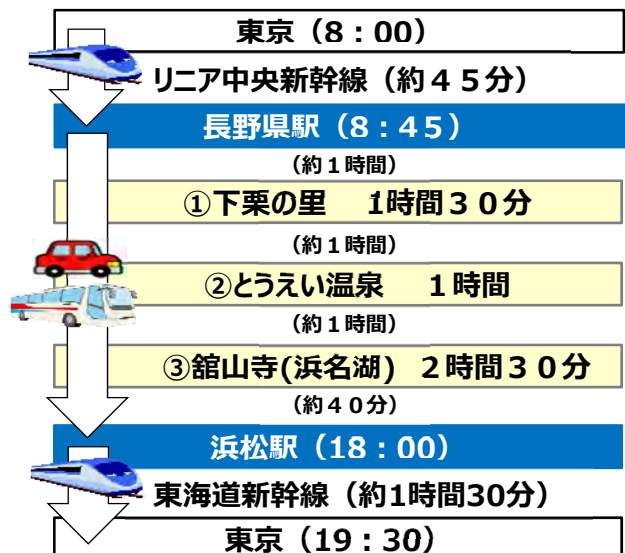 東京（8：00）
リニア中央新幹線（約４５分）
長野県駅（8：45）
（約１時間）
①下栗の里　1時間３０分
（約１時間）
②とうえい温泉　１時間
（約１時間）
③舘山寺(浜名湖)　２時間３０分
（約４０分）
浜松駅（18：00）
東海道新幹線（約1時間30分）
東京（19：30）